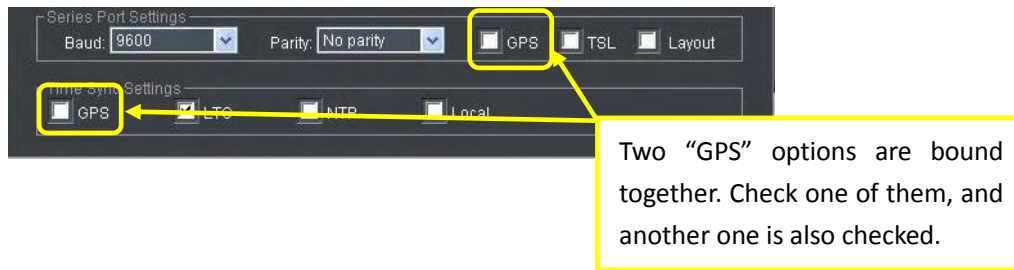 Series Port Settings
Baud: 9600 Parity: No parity GPS TSL Layout
Time Sync Settings
GPS LTC NTP Local
Two “GPS” options are bound
together. Check one of them, and
another one is also checked.